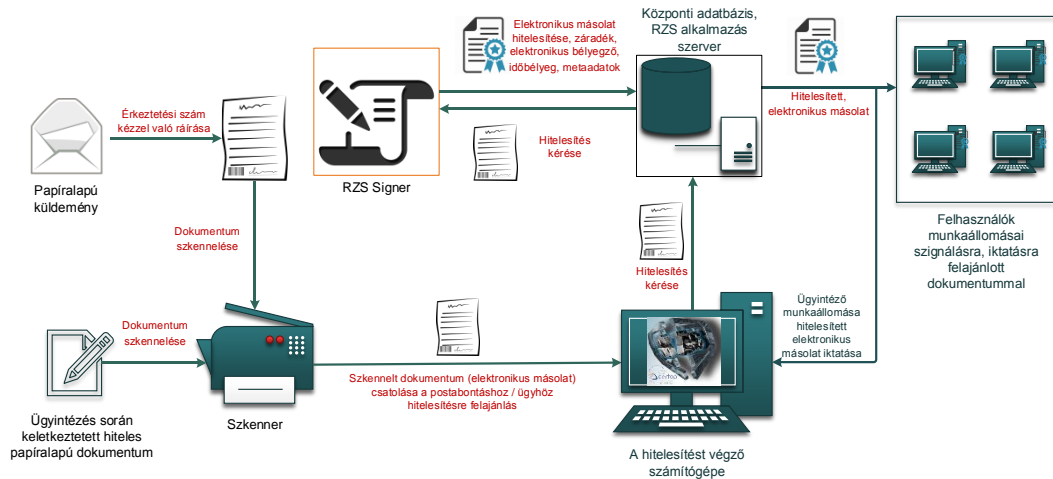 Elektronikus másolat
hitelesítése, záradék,
elektronikus bélyegző,
időbélyeg, metaadatok
Központi adatbázis,
RZS alkalmazás
szerver
Érkeztetési szám
kézzel való ráírása
Hitelesített,
elektronikus másolat
Hitelesítés
kérése
Papíralapú
küldemény
RZS Signer
Felhasználók
munkaállomásai
szignálásra, iktatásra
felajánlott
dokumentummal
Dokumentum
szkennelése
Hitelesítés
kérése
Ügyintéző
munkaállomása
hitelesített
elektronikus
másolat iktatása
Dokumentum
szkennelése
Szkennelt dokumentum (elektronikus másolat)
csatolása a postabontáshoz / ügyhöz
hitelesítésre felajánlás
Ügyintézés során
keletkeztetett hiteles
papíralapú dokumentum
Szkenner
A hitelesítést végző
számítógépe